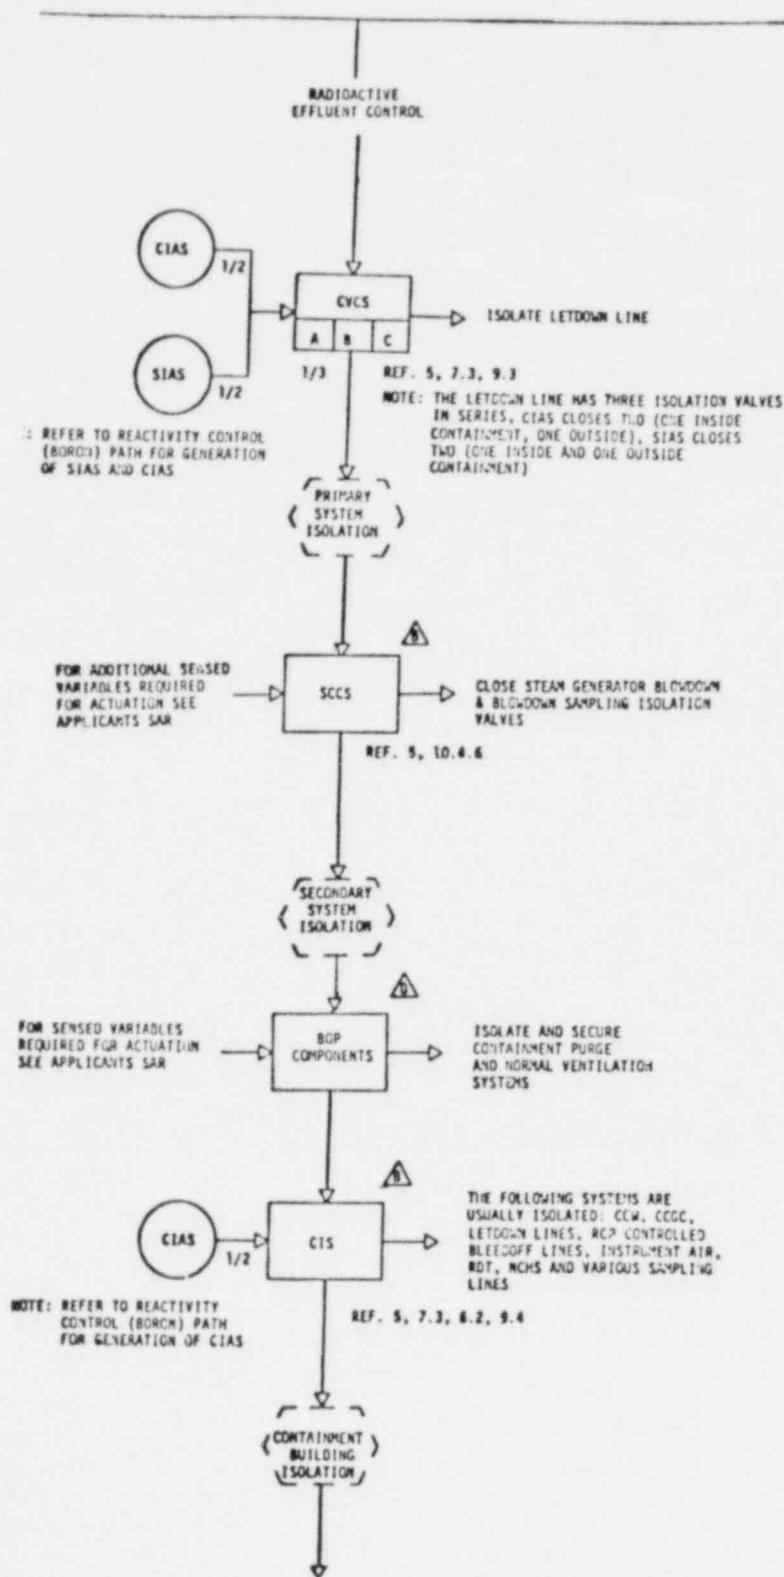 RADIOACTIVE
EFFLUENT CONTROL
CIAS
1/2
SIAS
1/2
CVCS
A B C
1/3
ISOLATE LETDOWN LINE
REF. 5, 7.3, 9.3
NOTE: THE LETDOWN LINE HAS THREE ISOLATION VALVES
IN SERIES, CIAS CLOSES TWO (ONE INSIDE
CONTAINMENT, ONE OUTSIDE), SIAS CLOSES
TWO (ONE INSIDE AND ONE OUTSIDE
CONTAINMENT)
: REFER TO REACTIVITY CONTROL
(BORON) PATH FOR GENERATION
OF SIAS AND CIAS
PRIMARY
SYSTEM
ISOLATION
FOR ADDITIONAL SENSED
VARIABLES REQUIRED
FOR ACTUATION SEE
APPLICANTS SAR
SCCS
CLOSE STEAM GENERATOR BLOWDOWN
& BLOWDOWN SAMPLING ISOLATION
VALVES
REF. 5, 10.4.6
SECONDARY
SYSTEM
ISOLATION
FOR SENSED VARIABLES
REQUIRED FOR ACTUATION
SEE APPLICANTS SAR
BOP
COMPONENTS
ISOLATE AND SECURE
CONTAINMENT PURGE
AND NORMAL VENTILATION
SYSTEMS
CIAS
1/2
CIS
THE FOLLOWING SYSTEMS ARE
USUALLY ISOLATED: CCW, CCGC,
LETDOWN LINES, RCP CONTROLLED
BLEEDOFF LINES, INSTRUMENT AIR,
RDT, NCHS AND VARIOUS SAMPLING
LINES
NOTE: REFER TO REACTIVITY
CONTROL (BORON) PATH
FOR GENERATION OF CIAS
REF. 5, 7.3, 6.2, 9.4
CONTAINMENT
BUILDING
ISOLATION